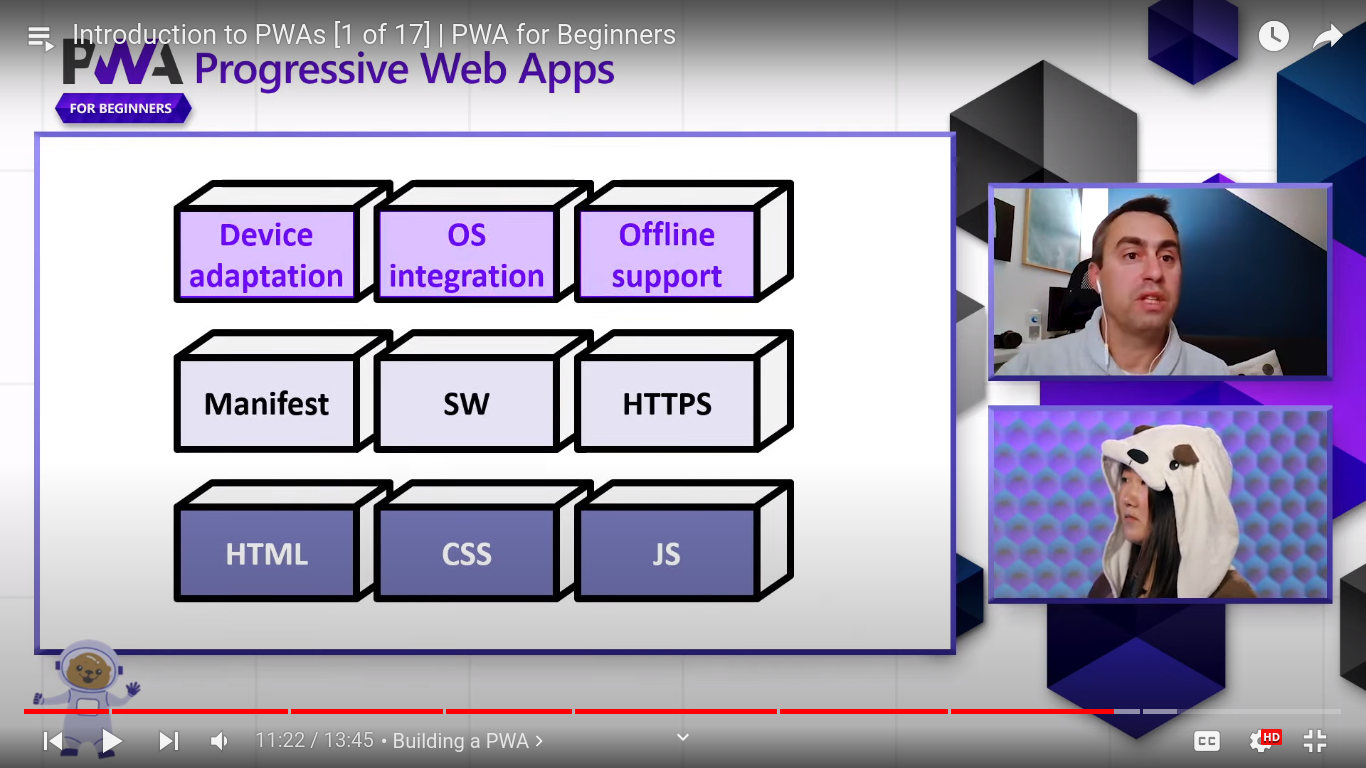 Introduction to PWAs [1 of 17] | PWA for Beginners
PWA Progressive Web Apps
FOR BEGINNERS
Device adaptation
OS integration
Offline support
Manifest
SW
HTTPS
HTML
CSS
JS
11:22 / 13:45 • Building a PWA >
CC
HD